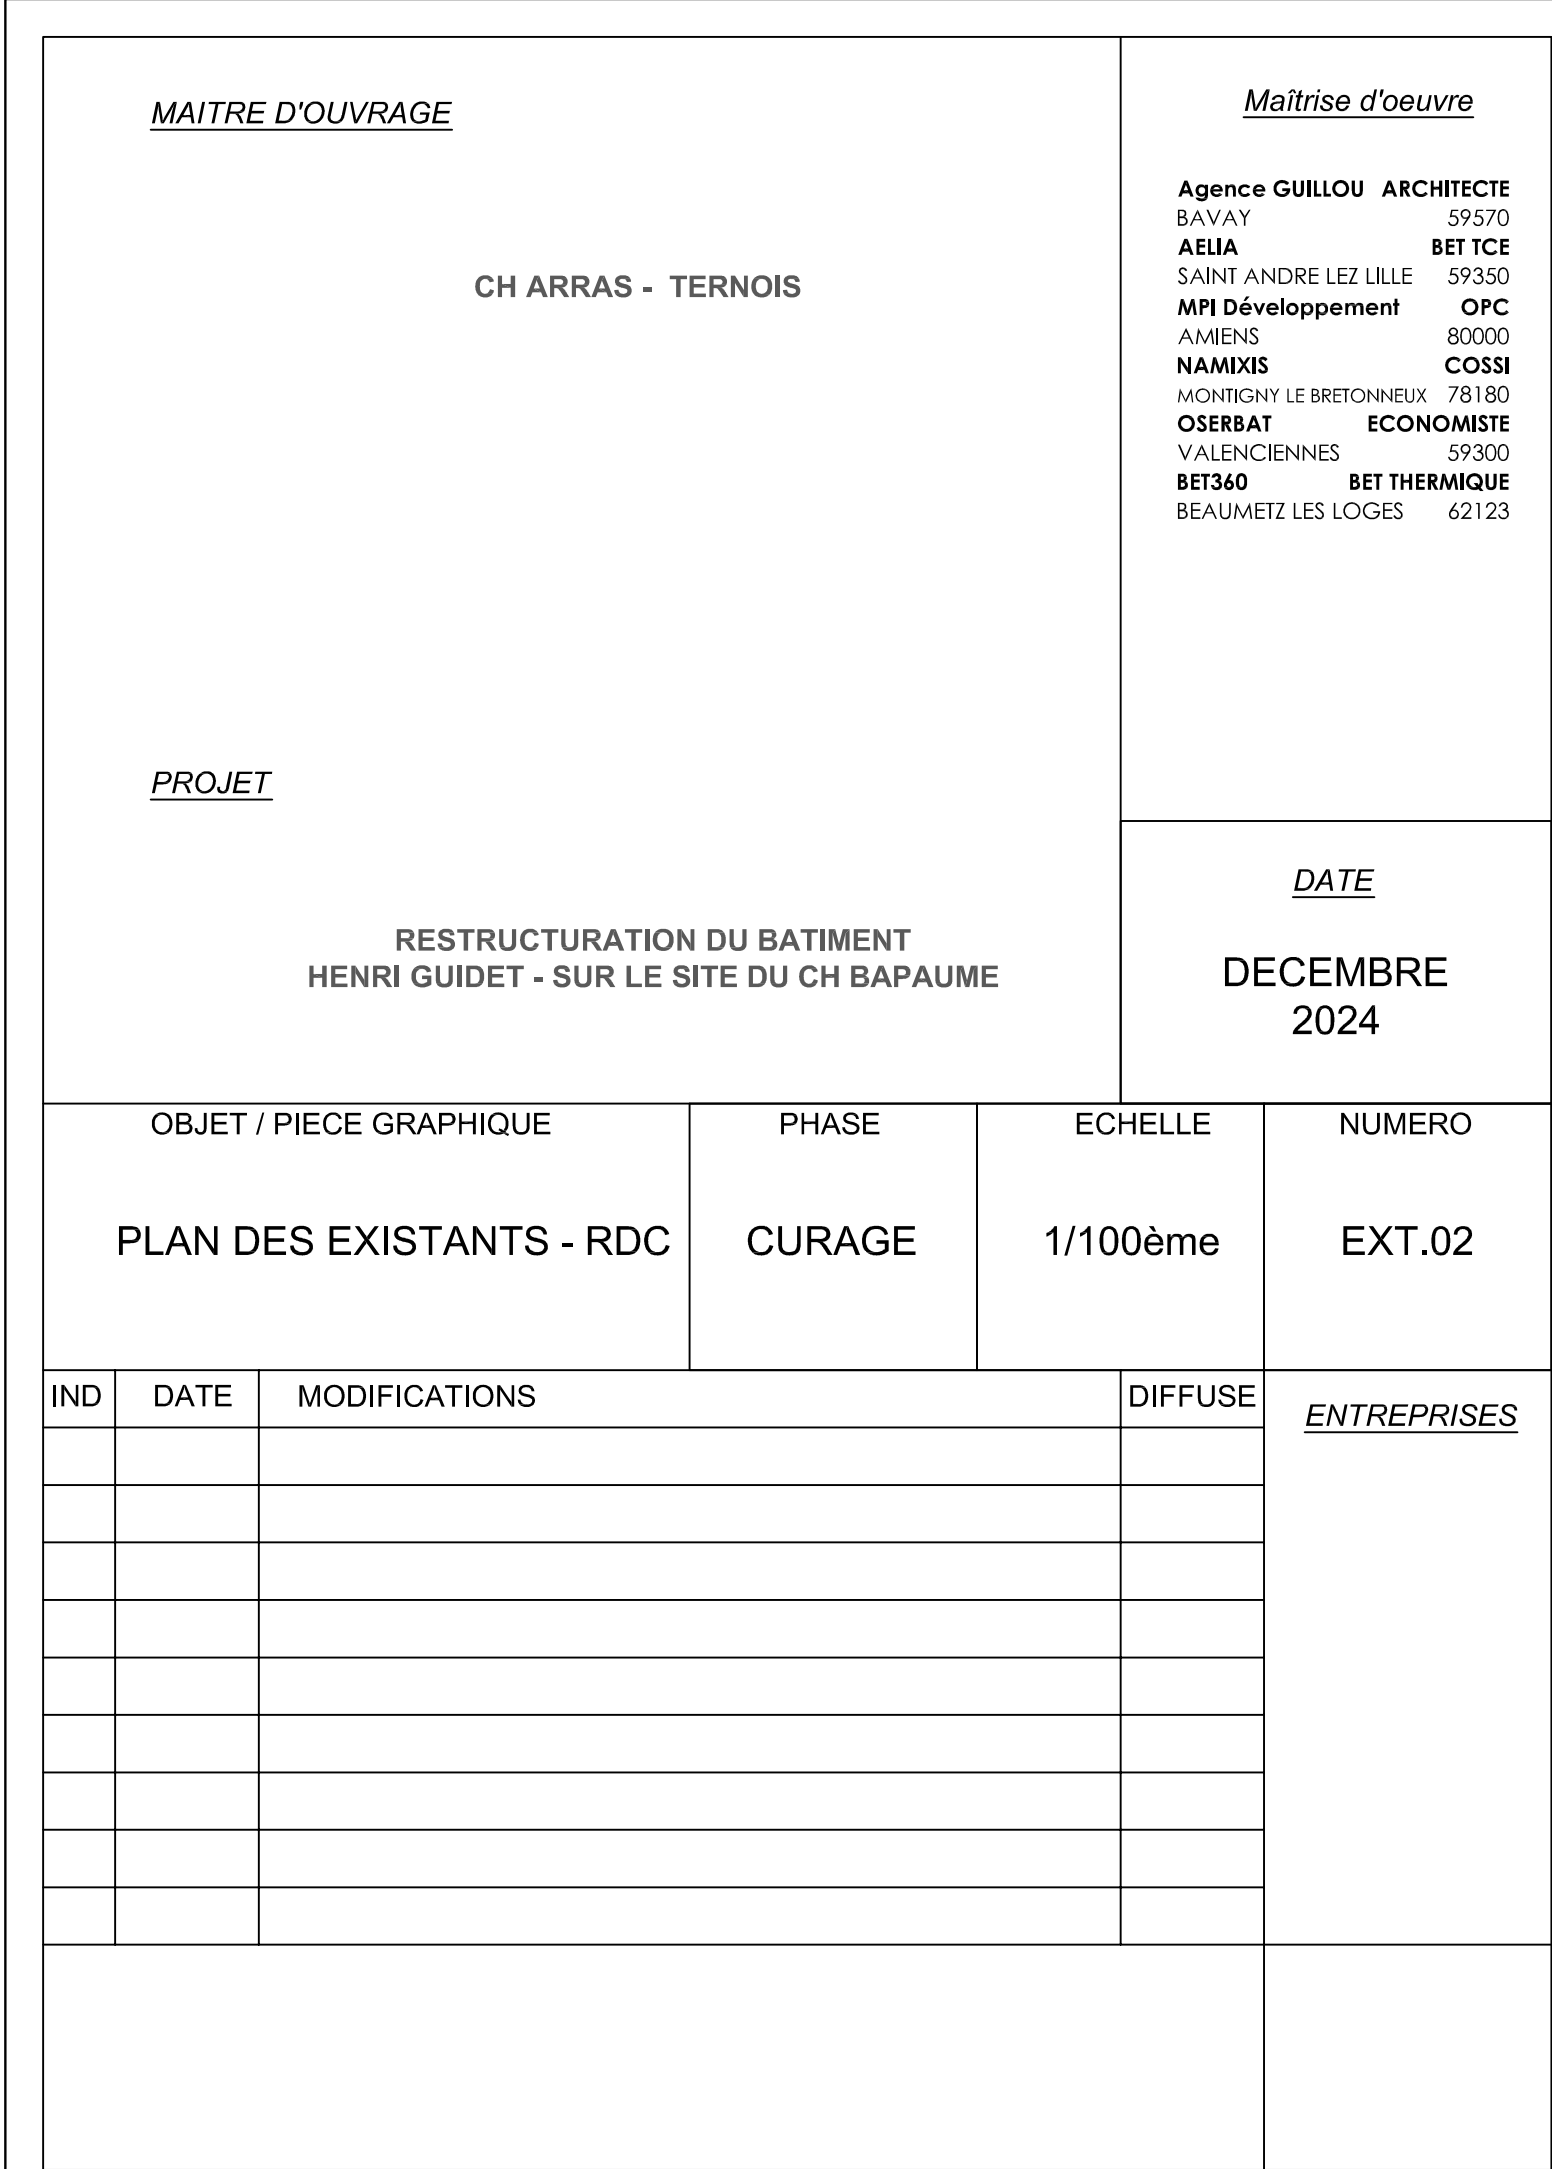 MAITRE D'OUVRAGE
CH ARRAS - TERNOIS
PROJET
RESTRUCTURATION DU BATIMENT
HENRI GUIDET - SUR LE SITE DU CH BAPAUME
Maîtrise d'oeuvre
Agence GUILLOU ARCHITECTE
BAVAY 59570
AELIA BET TCE
SAINT ANDRE LEZ LILLE 59350
MPI Développement OPC
AMIENS 80000
NAMIXIS COSSI
MONTIGNY LE BRETONNEUX 78180
OSERBAT ECONOMISTE
VALENCIENNES 59300
BET360 BET THERMIQUE
BEAUMETZ LES LOGES 62123
DATE
DECEMBRE
2024
OBJET / PIECE GRAPHIQUE PHASE ECHELLE NUMERO
PLAN DES EXISTANTS - RDC CURAGE 1/100ème EXT.02
IND DATE MODIFICATIONS DIFFUSE
ENTREPRISES